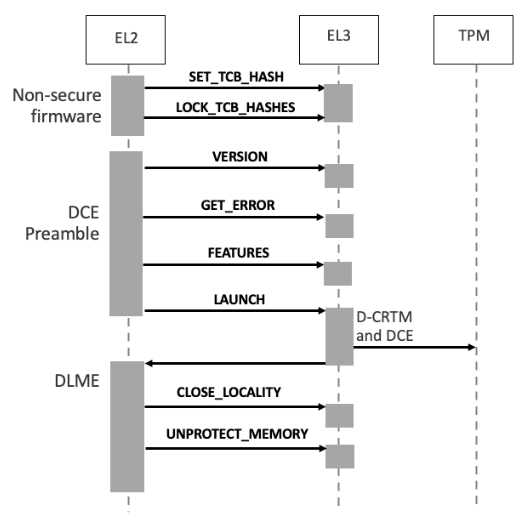 EL2
EL3
TPM
Non-secure
firmware
SET_TCB_HASH
LOCK_TCB_HASHES
DCE
Preamble
VERSION
GET_ERROR
FEATURES
LAUNCH
D-CRTM
and DCE
DLME
CLOSE_LOCALITY
UNPROTECT_MEMORY